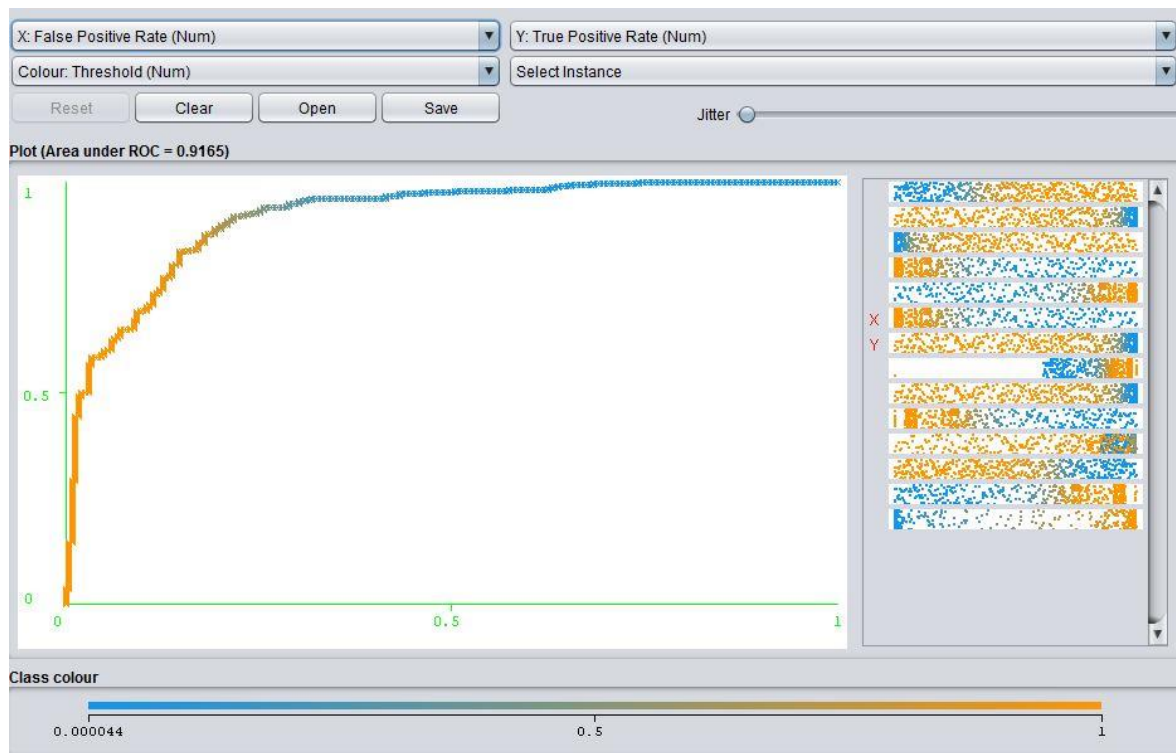 X: False Positive Rate (Num)
Y: True Positive Rate (Num)
Colour: Threshold (Num)
Select Instance
Reset
Clear
Open
Save
Jitter
Plot (Area under ROC = 0.9165)
1
0.5
0
0
0.5
1
X
Y
Class colour
0.000044
0.5
1